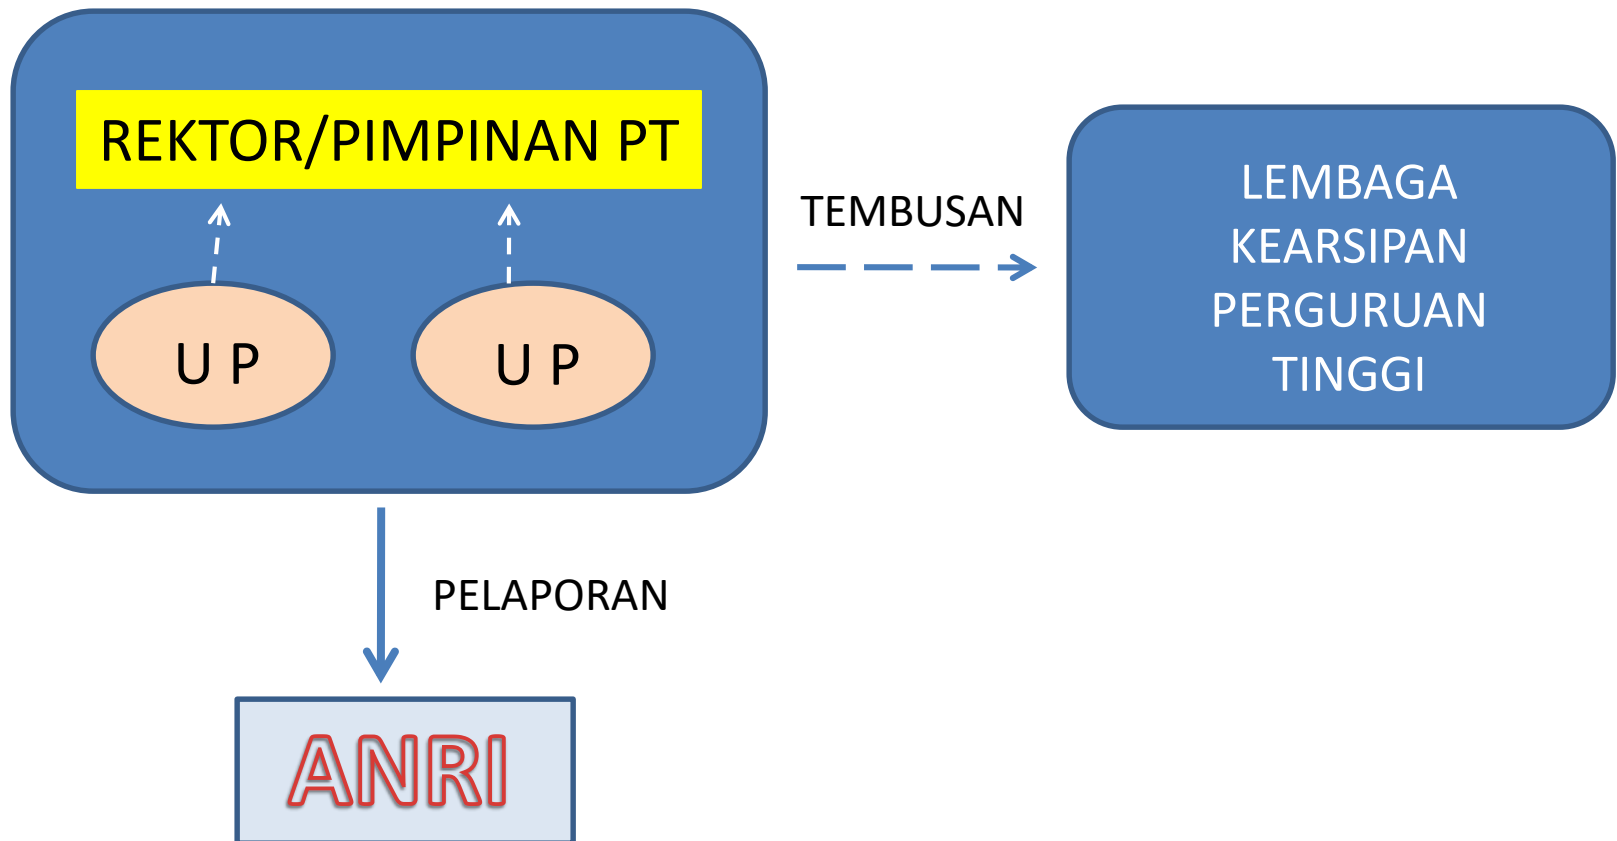 REKTOR/PIMPINAN PT
U P
U P
TEMBUSAN
LEMBAGA
KEARSIPAN
PERGURUAN
TINGGI
PELAPORAN
ANRI